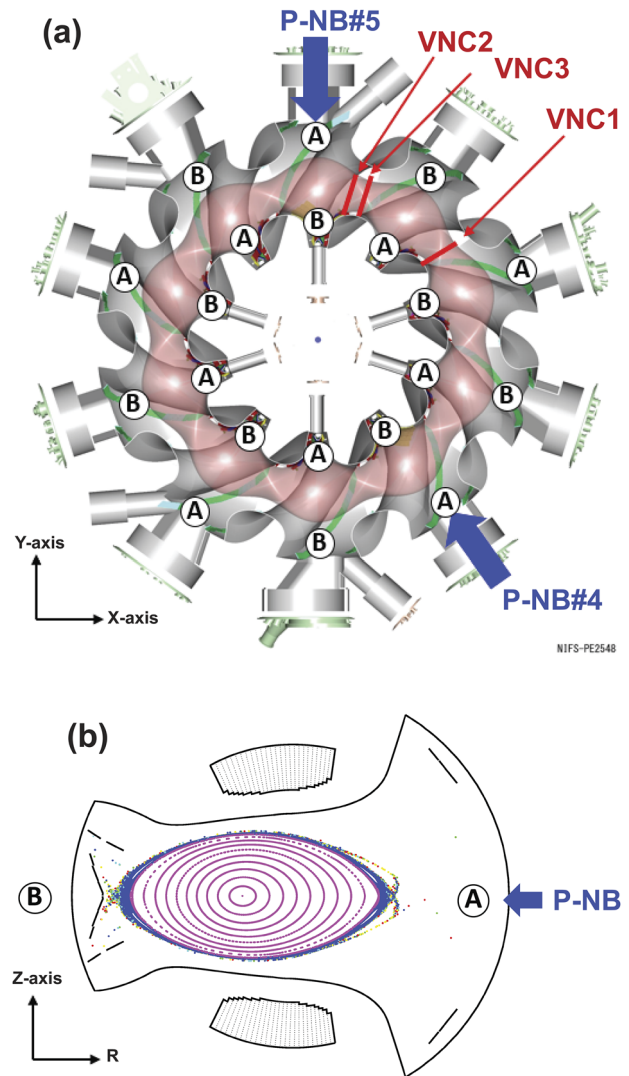 (a)
P-NB#5
VNC2
VNC3
VNC1
A
B
B
A
B
A
A
A
B
B
A
A
B
B
B
B
A
A
A
B
P-NB#4
Y-axis
X-axis
NIFS-PE2548
(b)
B
A
P-NB
Z-axis
R